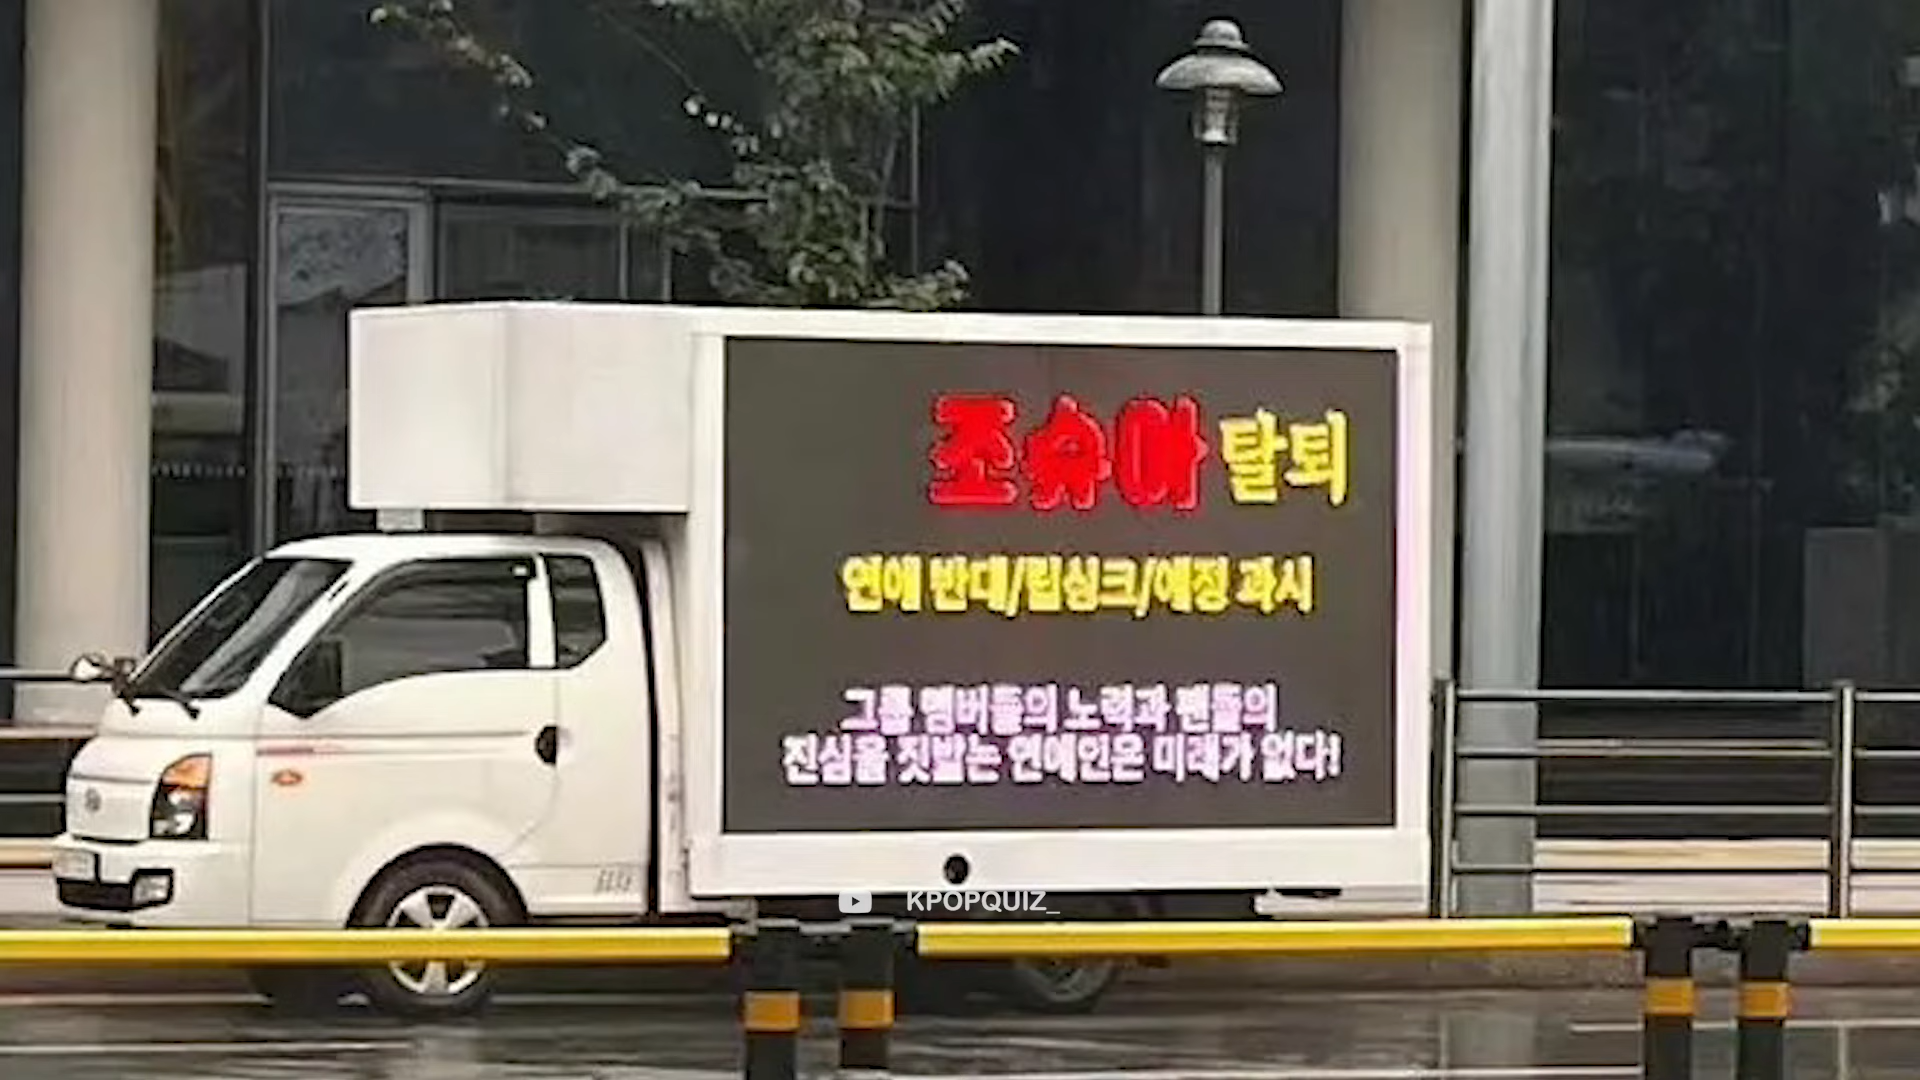 조슈아 탈퇴
연애 반대/립싱크/애정 과시
그룹 멤버들의 노력과 팬들의
진심을 짓밟는 연예인은 미래가 없다!
KPOPQUIZ_